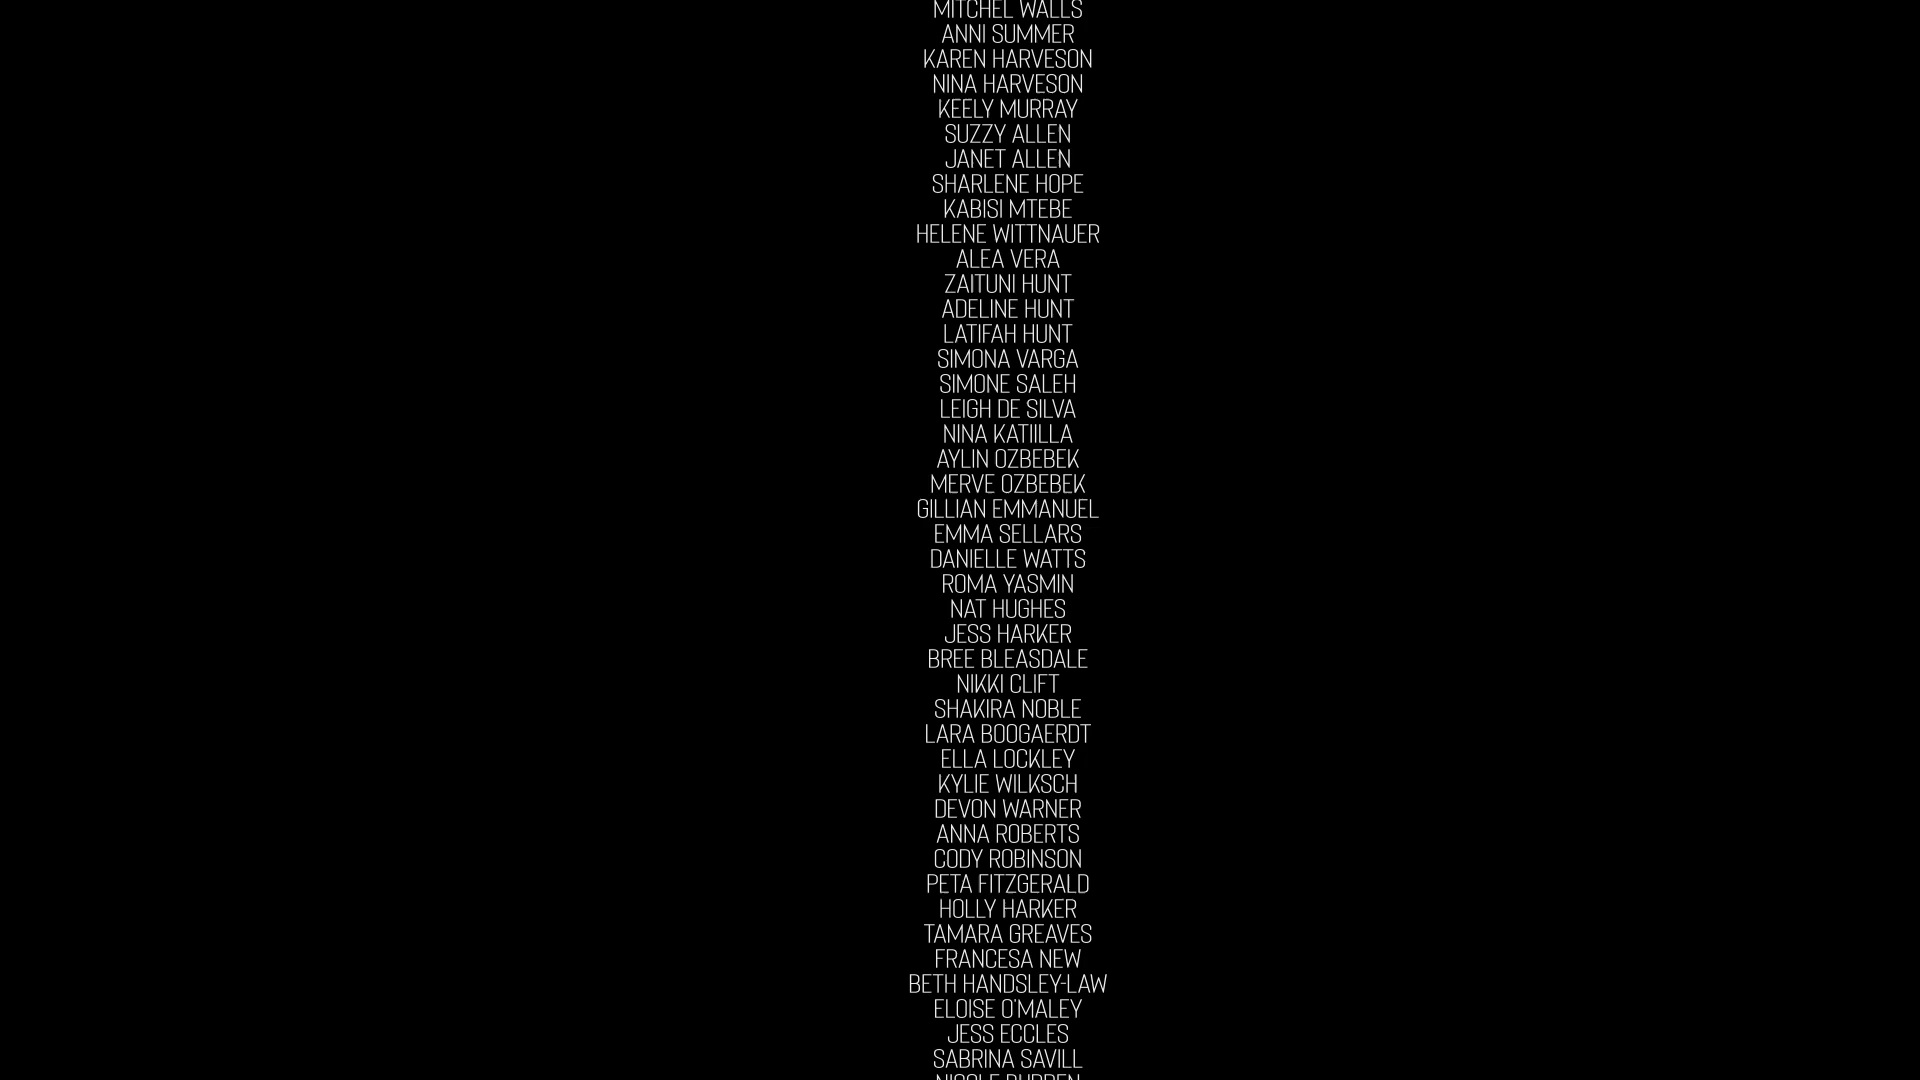 MITCHEL WALLS
ANNI SUMMER
KAREN HARVESON
NINA HARVESON
KEELY MURRAY
SUZZY ALLEN
JANET ALLEN
SHARLENE HOPE
KABISI MTEBE
HELENE WITTNAUER
ALEA VERA
ZAITUNI HUNT
ADELINE HUNT
LATIFAH HUNT
SIMONA VARGA
SIMONE SALEH
LEIGH DE SILVA
NINA KATIILLA
AYLIN OZBEBEK
MERVE OZBEBEK
GILLIAN EMMANUEL
EMMA SELLARS
DANIELLE WATTS
ROMA YASMIN
NAT HUGHES
JESS HARKER
BREE BLEASDALE
NIKKI CLIFT
SHAKIRA NOBLE
LARA BOOGAERDT
ELLA LOCKLEY
KYLIE WILKSCH
DEVON WARNER
ANNA ROBERTS
CODY ROBINSON
PETA FITZGERALD
HOLLY HARKER
TAMARA GREAVES
FRANCESA NEW
BETH HANDSLEY-LAW
ELOISE O'MALEY
JESS ECCLES
SABRINA SAVILL